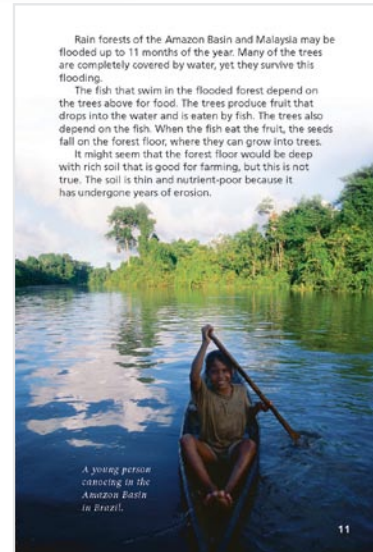 Rain forests of the Amazon Basin and Malaysia may be
flooded up to 11 months of the year. Many of the trees
are completely covered by water, yet they survive this
flooding.
The fish that swim in the flooded forest depend on
the trees above for food. The trees produce fruit that
drops into the water and is eaten by fish. The trees also
depend on the fish. When the fish eat the fruit, the seeds
fall on the forest floor, where they can grow into trees.
It might seem that the forest floor would be deep
with rich soil that is good for farming, but this is not
true. The soil is thin and nutrient-poor because it
has undergone years of erosion.
A young person
canoeing in the
Amazon Basin
in Brazil.
11